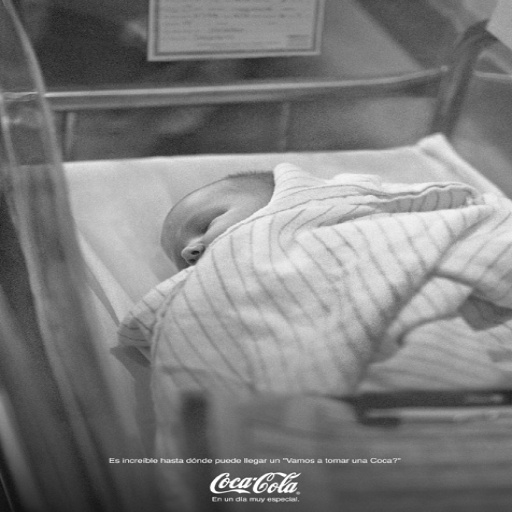 Es increíble hasta dónde puede llegar un "Vamos a tomar una Coca?"
Coca-Cola
En un día muy especial.